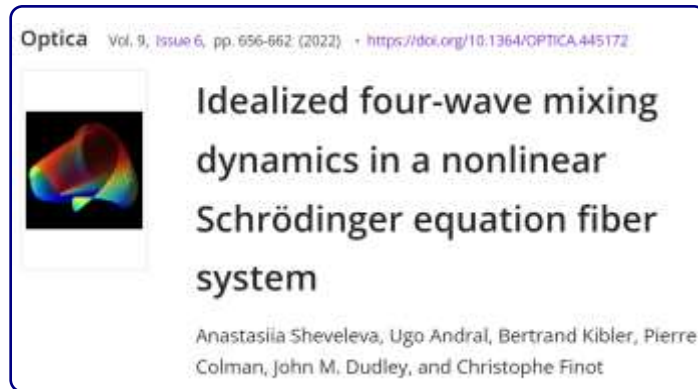 Optica Vol. 9, Issue 6, pp. 656-662 (2022) • https://doi.org/10.1364/OPTICA.445172
Idealized four-wave mixing
dynamics in a nonlinear
Schrödinger equation fiber
system
Anastasiia Sheveleva, Ugo Andral, Bertrand Kibler, Pierre
Colman, John M. Dudley, and Christophe Finot